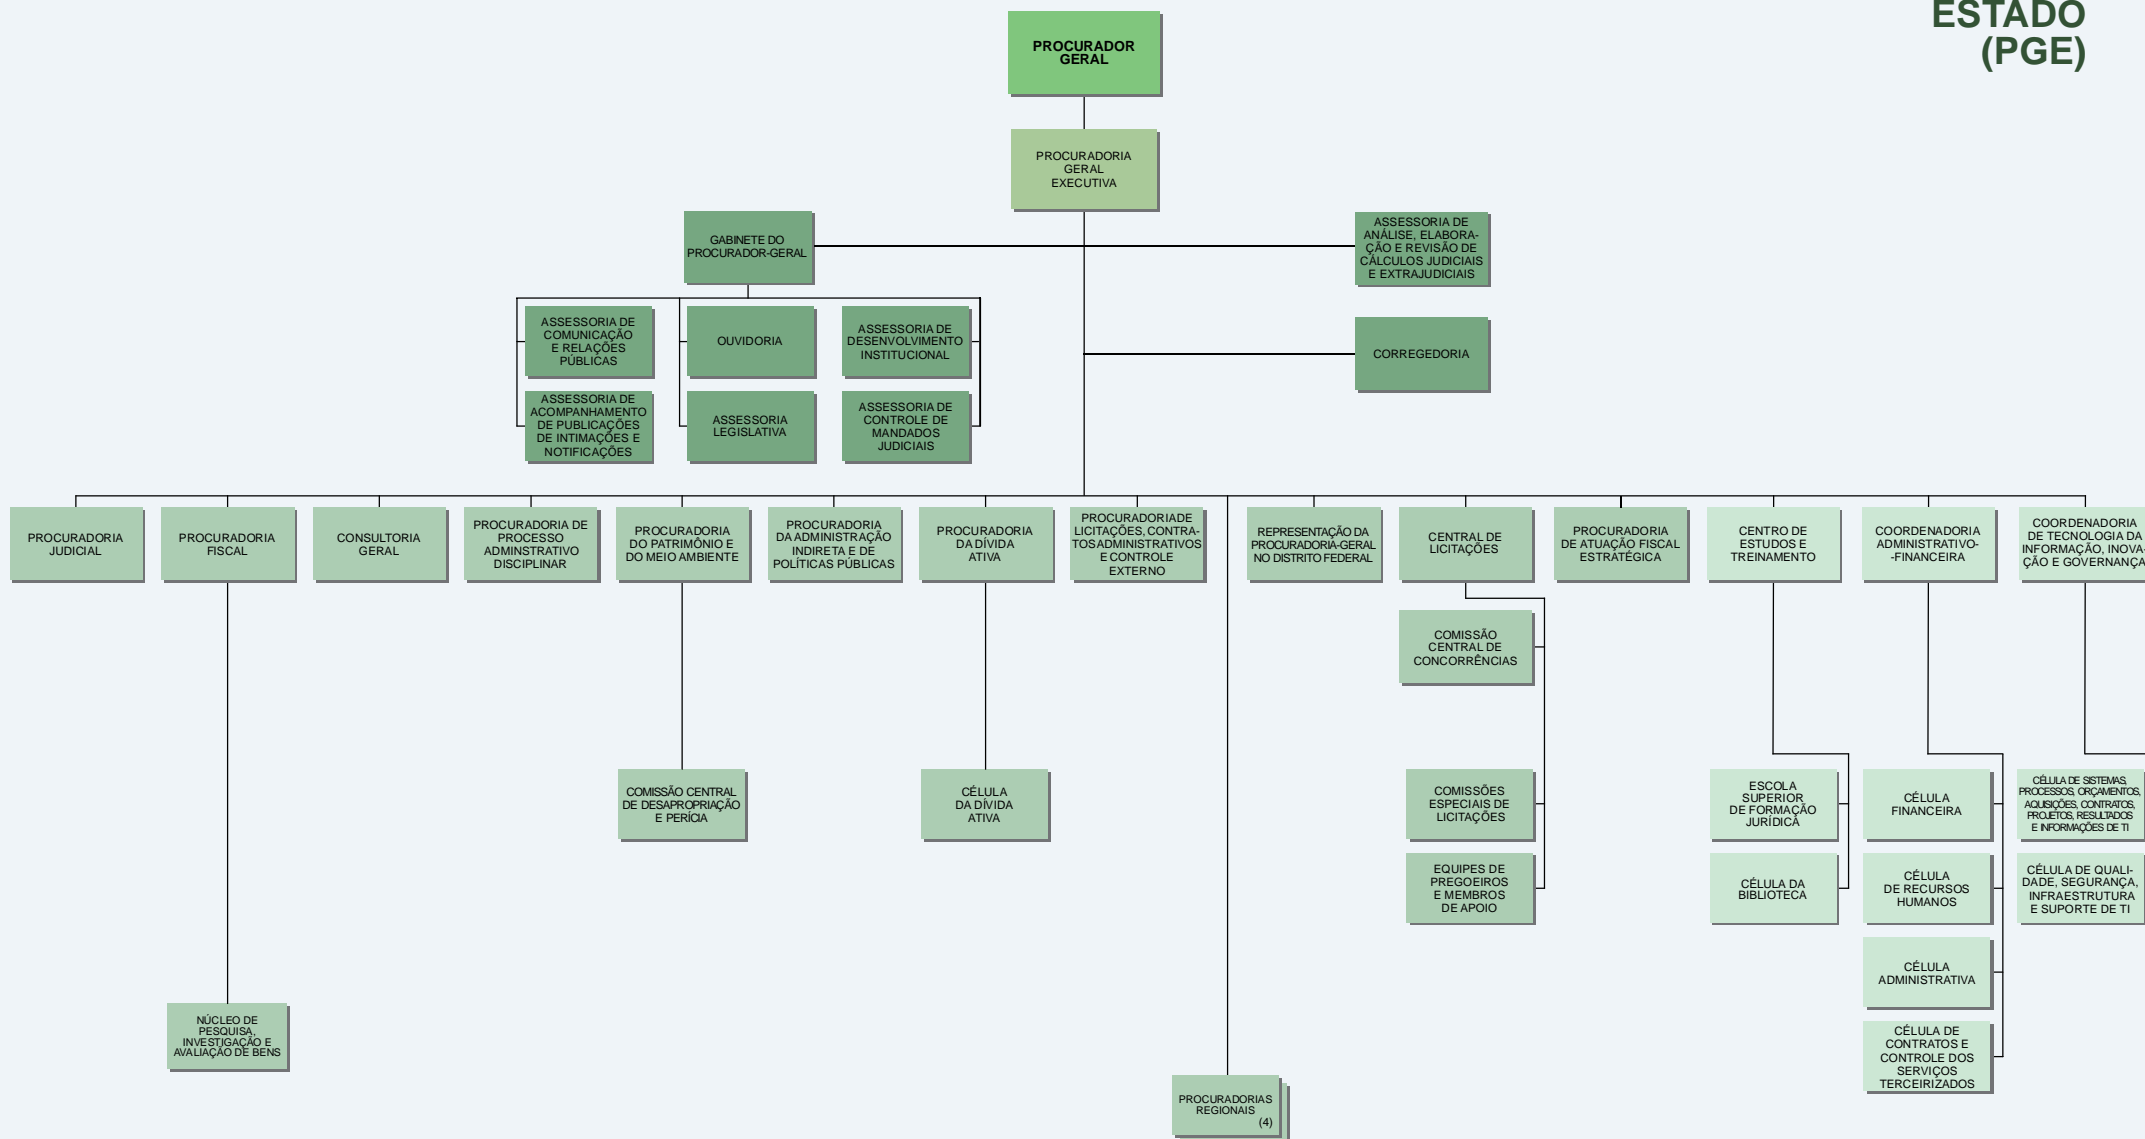 ESTADO
(PGE)
PROCURADOR
GERAL
PROCURADORIA
GERAL
EXECUTIVA
GABINETE DO
PROCURADOR-GERAL
ASSESSORIA DE
ANÁLISE, ELABORA-
ÇÃO E REVISÃO DE
CÁLCULOS JUDICIAIS
E EXTRAJUDICIAIS
ASSESSORIA DE
COMUNICAÇÃO
E RELAÇÕES
PÚBLICAS
OUVIDORIA
ASSESSORIA DE
DESENVOLVIMENTO
INSTITUCIONAL
CORREGEDORIA
ASSESSORIA DE
ACOMPANHAMENTO
DE PUBLICAÇÕES
DE INTIMAÇÕES E
NOTIFICAÇÕES
ASSESSORIA
LEGISLATIVA
ASSESSORIA DE
CONTROLE DE
MANDADOS
JUDICIAIS
PROCURADORIA
JUDICIAL
PROCURADORIA
FISCAL
CONSULTORIA
GERAL
PROCURADORIA DE
PROCESSO
ADMINSTRATIVO
DISCIPLINAR
PROCURADORIA
DO PATRIMÔNIO E
DO MEIO AMBIENTE
PROCURADORIA
DA ADMINISTRAÇÃO
INDIRETA E DE
POLÍTICAS PÚBLICAS
PROCURADORIA
DA DÍVIDA
ATIVA
PROCURADORIA DE
LICITAÇÕES, CONTRA-
TOS ADMINISTRATIVOS
E CONTROLE
EXTERNO
REPRESENTAÇÃO DA
PROCURADORIA-GERAL
NO DISTRITO FEDERAL
CENTRAL DE
LICITAÇÕES
PROCURADORIA
DE ATUAÇÃO FISCAL
ESTRATÉGICA
CENTRO DE
ESTUDOS E
TREINAMENTO
COORDENADORIA
ADMINISTRATIVO-
-FINANCEIRA
COORDENADORIA
DE TECNOLOGIA DA
INFORMAÇÃO, INOVA-
ÇÃO E GOVERNANÇA
COMISSÃO
CENTRAL DE
CONCORRÊNCIAS
COMISSÃO CENTRAL
DE DESAPROPRIAÇÃO
E PERÍCIA
CÉLULA
DA DÍVIDA
ATIVA
COMISSÕES
ESPECIAIS DE
LICITAÇÕES
ESCOLA
SUPERIOR
DE FORMAÇÃO
JURÍDICA
CÉLULA
FINANCEIRA
CÉLULA DE SISTEMAS,
PROCESSOS, ORÇAMENTOS,
AQUISIÇÕES, CONTRATOS,
PROJETOS, RESULTADOS
E INFORMAÇÕES DE TI
EQUIPES DE
PREGOEIROS
E MEMBROS
DE APOIO
CÉLULA DA
BIBLIOTECA
CÉLULA
DE RECURSOS
HUMANOS
CÉLULA DE QUALI-
DADE, SEGURANÇA,
INFRAESTRUTURA
E SUPORTE DE TI
CÉLULA
ADMINISTRATIVA
NÚCLEO DE
PESQUISA,
INVESTIGAÇÃO E
AVALIAÇÃO DE BENS
CÉLULA DE
CONTRATOS E
CONTROLE DOS
SERVIÇOS
TERCEIRIZADOS
PROCURADORIAS
REGIONAIS
(4)